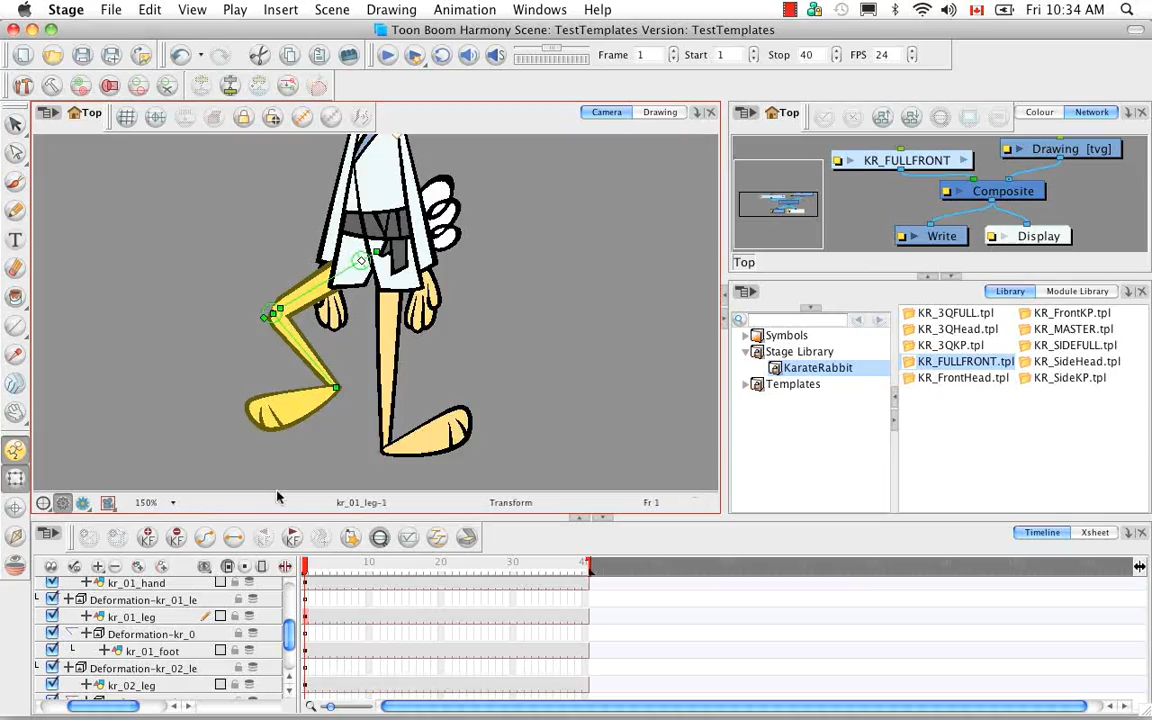 Stage File Edit View Play Insert Scene Drawing Animation Windows Help Fri 10:34 AM
Toon Boom Harmony Scene: TestTemplates Version: TestTemplates
Frame 1 Start 1 Stop 40 FPS 24
Top Camera Drawing
Top Colour Network
KR_FULLFRONT
Drawing [tvg]
Composite
Write
Display
Top
Library Module Library
Symbols
Stage Library
KarateRabbit
Templates
KR_3QFULL.tpl
KR_3QHead.tpl
KR_3QKP.tpl
KR_FULLFRONT.tpl
KR_FrontHead.tpl
KR_FrontKP.tpl
KR_MASTER.tpl
KR_SIDEFULL.tpl
KR_SideHead.tpl
KR_SideKP.tpl
150% kr_01_leg-1 Transform Fr 1
Timeline Xsheet
10 20 30
kr_01_hand
Deformation-kr_01_le
kr_01_leg
Deformation-kr_0
kr_01_foot
Deformation-kr_02_le
kr_02_leg